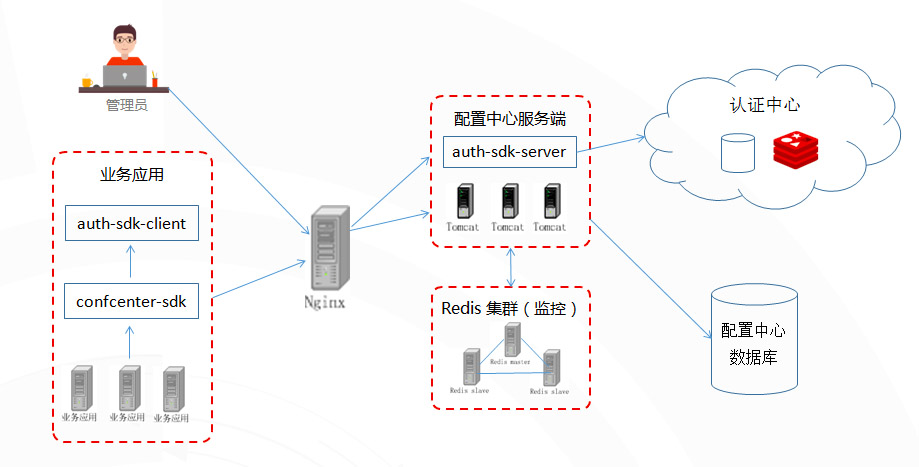 管理员
业务应用
auth-sdk-client
confcenter-sdk
业务应用
业务应用
业务应用
Nginx
配置中心服务端
auth-sdk-server
Tomcat
Tomcat
Tomcat
Redis 集群（监控）
Redis master
Redis slave
Redis slave
认证中心
配置中心
数据库